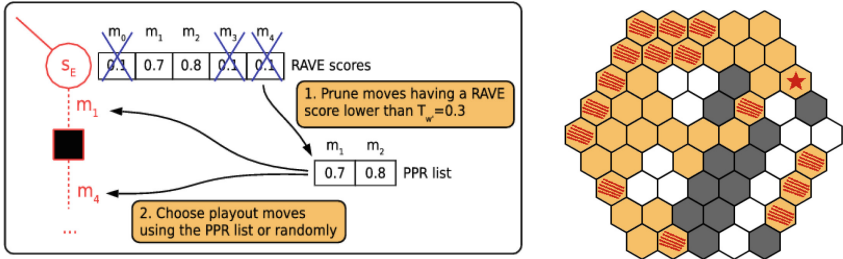 m0 m1 m2 m3 m4
SE 0.1 0.7 0.8 0.1 0.1 RAVE scores
1. Prune moves having a RAVE
score lower than Tw'=0.3
m1
m1 m2
0.7 0.8 PPR list
m4
2. Choose playout moves
using the PPR list or randomly
...